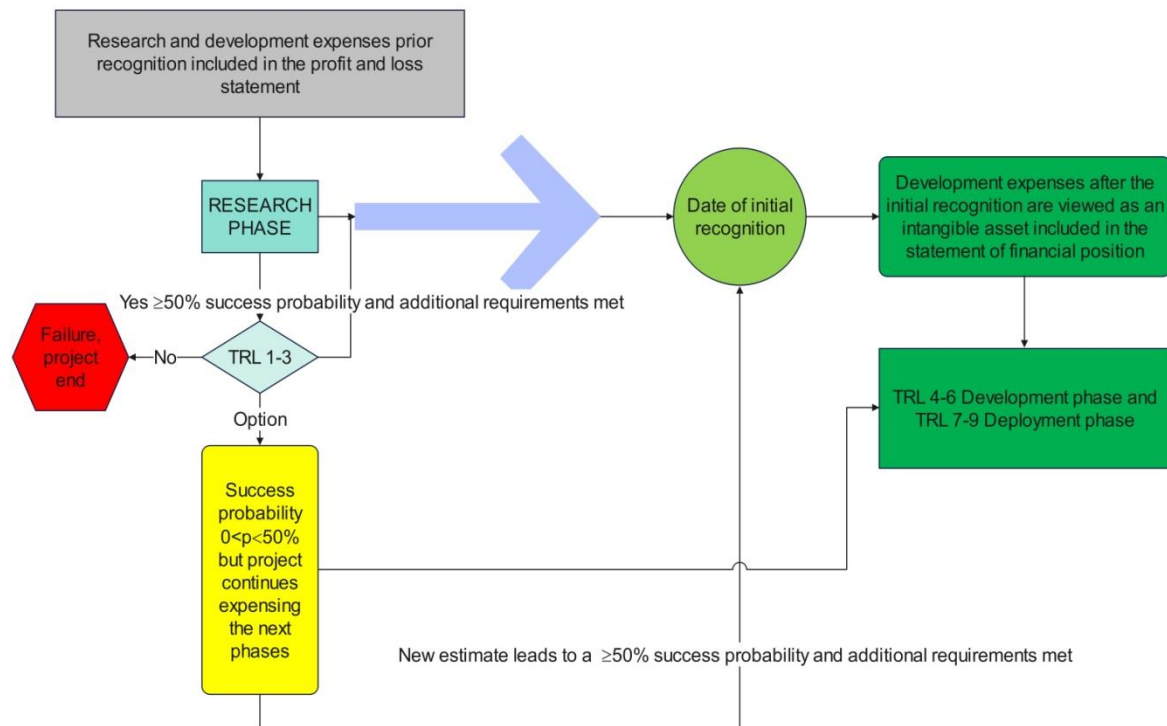 Research and development expenses prior
recognition included in the profit and loss
statement
RESEARCH
PHASE
Date of initial
recognition
Development expenses after the
initial recognition are viewed as an
intangible asset included in the
statement of financial position
Yes ≥50% success probability and additional requirements met
Failure,
project
end
No
TRL 1-3
Option
TRL 4-6 Development phase and
TRL 7-9 Deployment phase
Success
probability
0<p<50%
but project
continues
expensing
the next
phases
New estimate leads to a ≥50% success probability and additional requirements met